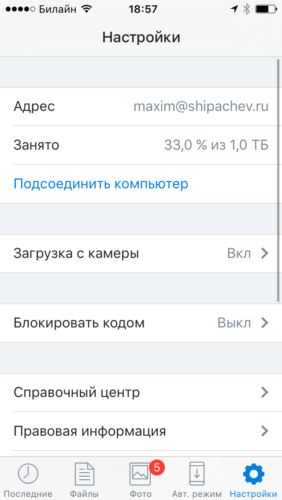 Билайн 18:57
Настройки
Адрес maxim@shipachev.ru
Занято 33,0 % из 1,0 ТБ
Подсоединить компьютер
Загрузка с камеры Вкл
Блокировать кодом Выкл
Справочный центр
Правовая информация
5
Последние Файлы Фото Авт. режим Настройки